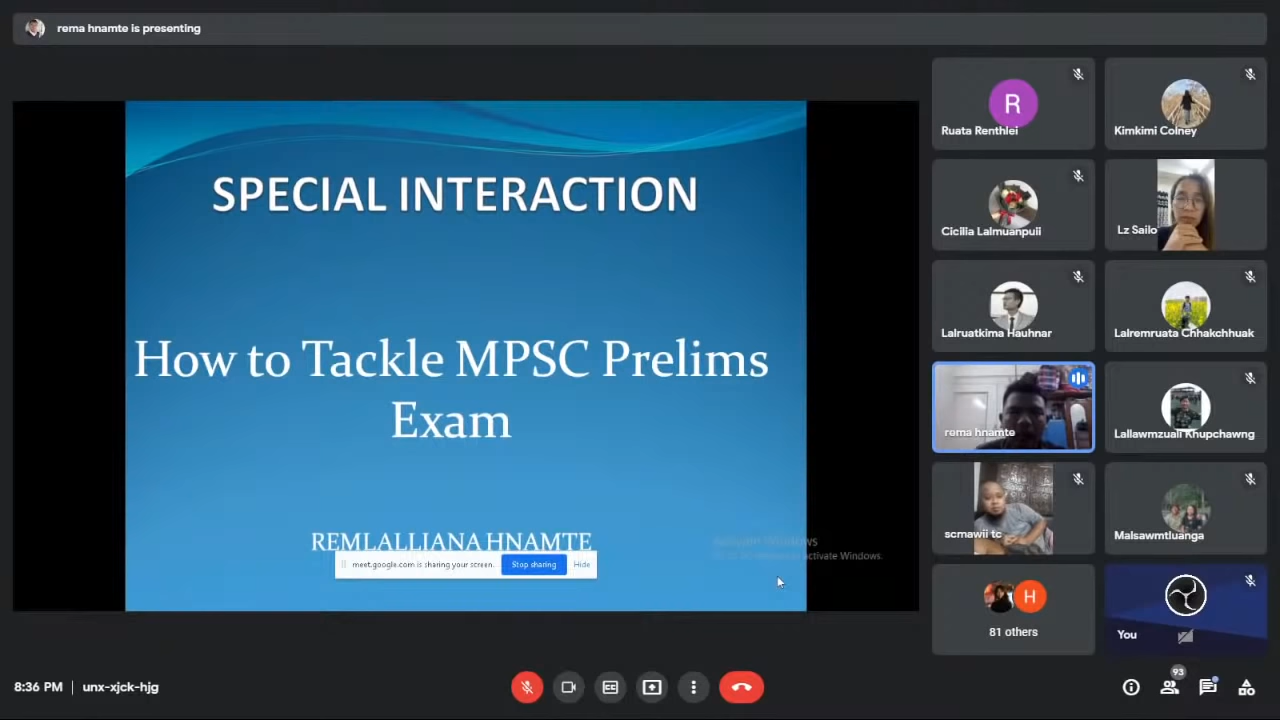 rema hnamte is presenting
SPECIAL INTERACTION
How to Tackle MPSC Prelims
Exam
REMLALLIANA HNAMTE
meet.google.com is sharing your screen.
Stop sharing
Hide
activate Windows.
R
Ruata Renthlei
Kimkimi Colney
Cicilia Lalmuanpuii
Lz Sailo
Lalruatkima Hauhnar
Lalremruata Chhakchhuak
rema hnamte
Lallawmzuali Khupchawng
scmawii tc
Malsawmtluanga
H
81 others
You
8:36 PM | unx-xjck-hjg
93